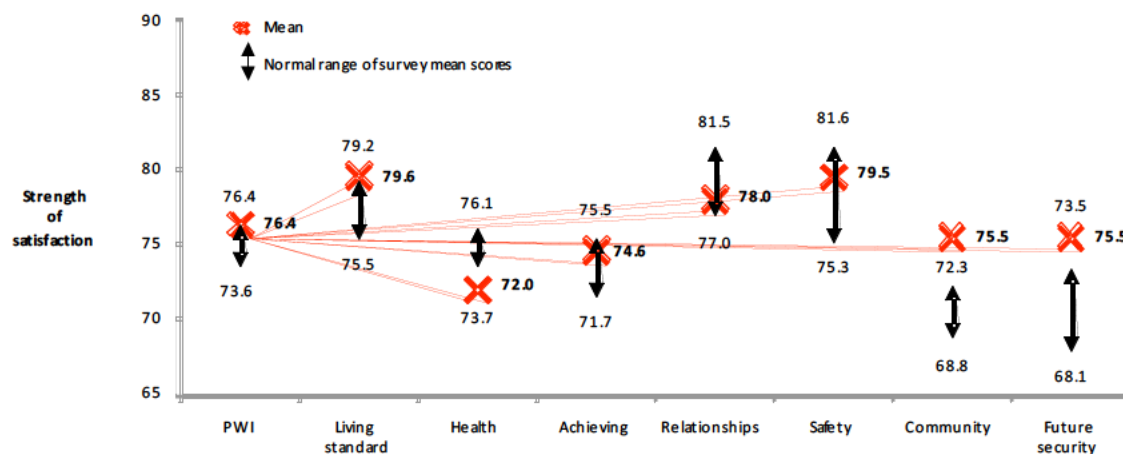 90
Mean
Normal range of survey mean scores
85
81.5
81.6
80
79.2
79.6
79.5
Strength
of
satisfaction
76.4
76.4
76.1
75.5
78.0
73.5
75.5
75.5
75
75.5
74.6
77.0
75.3
72.3
73.6
72.0
73.7
71.7
70
68.8
68.1
65
PWI
Living
standard
Health
Achieving
Relationships
Safety
Community
Future
security